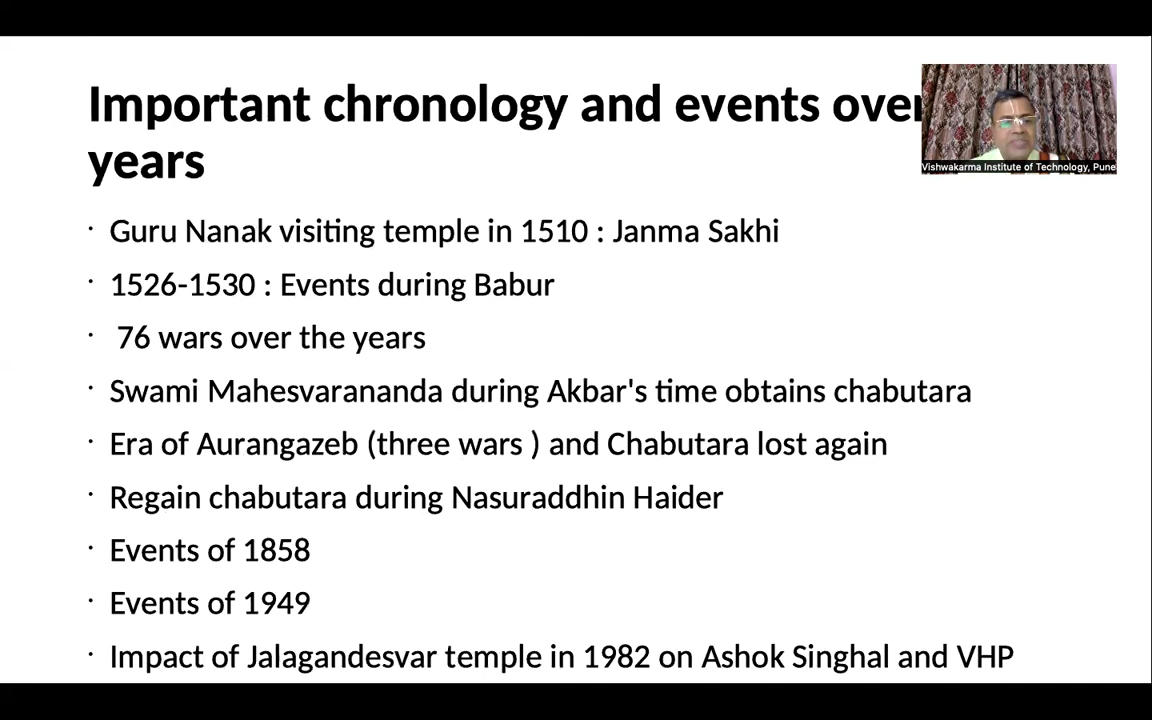 Important chronology and events over
years
Vishwakarma Institute of Technology, Pune
· Guru Nanak visiting temple in 1510 : Janma Sakhi
· 1526-1530 : Events during Babur
· 76 wars over the years
· Swami Mahesvarananda during Akbar's time obtains chabutara
· Era of Aurangazeb (three wars ) and Chabutara lost again
· Regain chabutara during Nasuraddhin Haider
· Events of 1858
· Events of 1949
· Impact of Jalagandesvar temple in 1982 on Ashok Singhal and VHP